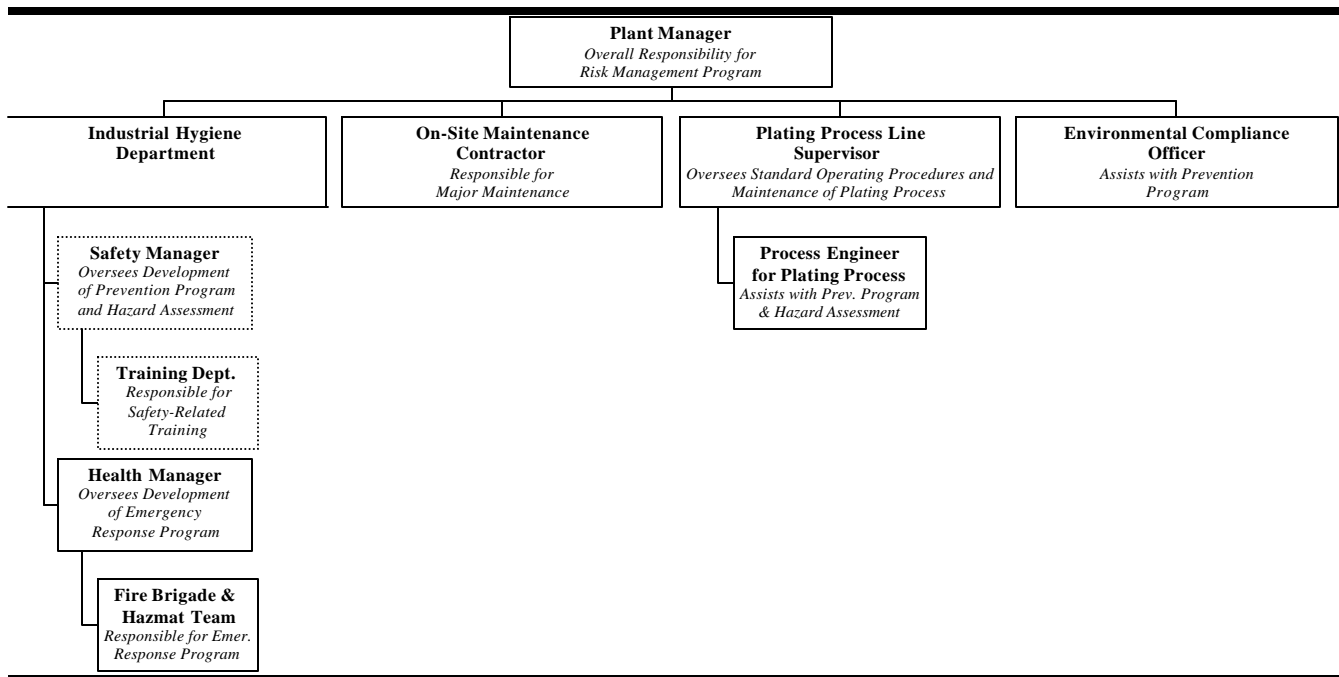 Plant Manager
Overall Responsibility for
Risk Management Program
Industrial Hygiene
Department
On-Site Maintenance
Contractor
Responsible for
Major Maintenance
Plating Process Line
Supervisor
Oversees Standard Operating Procedures and
Maintenance of Plating Process
Environmental Compliance
Officer
Assists with Prevention
Program
Safety Manager
Oversees Development
of Prevention Program
and Hazard Assessment
Process Engineer
for Plating Process
Assists with Prev. Program
& Hazard Assessment
Training Dept.
Responsible for
Safety-Related
Training
Health Manager
Oversees Development
of Emergency
Response Program
Fire Brigade &
Hazmat Team
Responsible for Emer.
Response Program